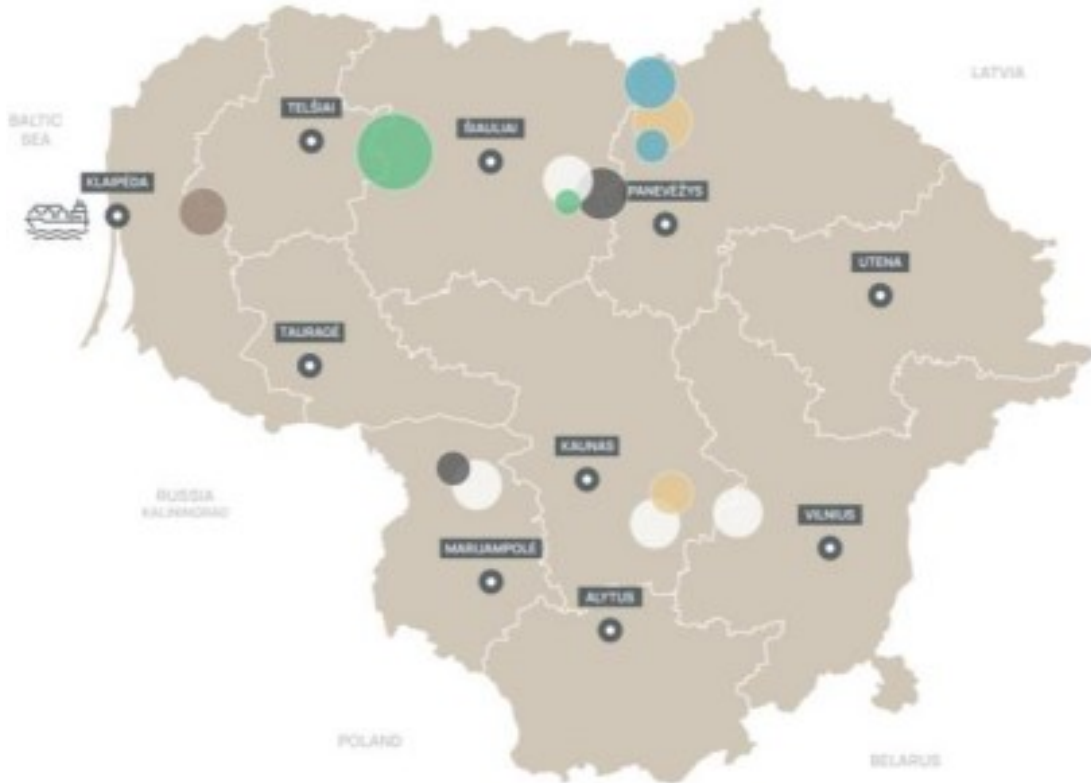 LATVIA
TELŠIAI
BALTIC
SEA
ŠIAULIAI
KLAIPĖDA
PANEVĖŽYS
UTENA
TAURAGĖ
KAUNAS
RUSSIA
KALININGRAD
VILNIUS
MARIJAMPOLĖ
ALYTUS
POLAND
BELARUS